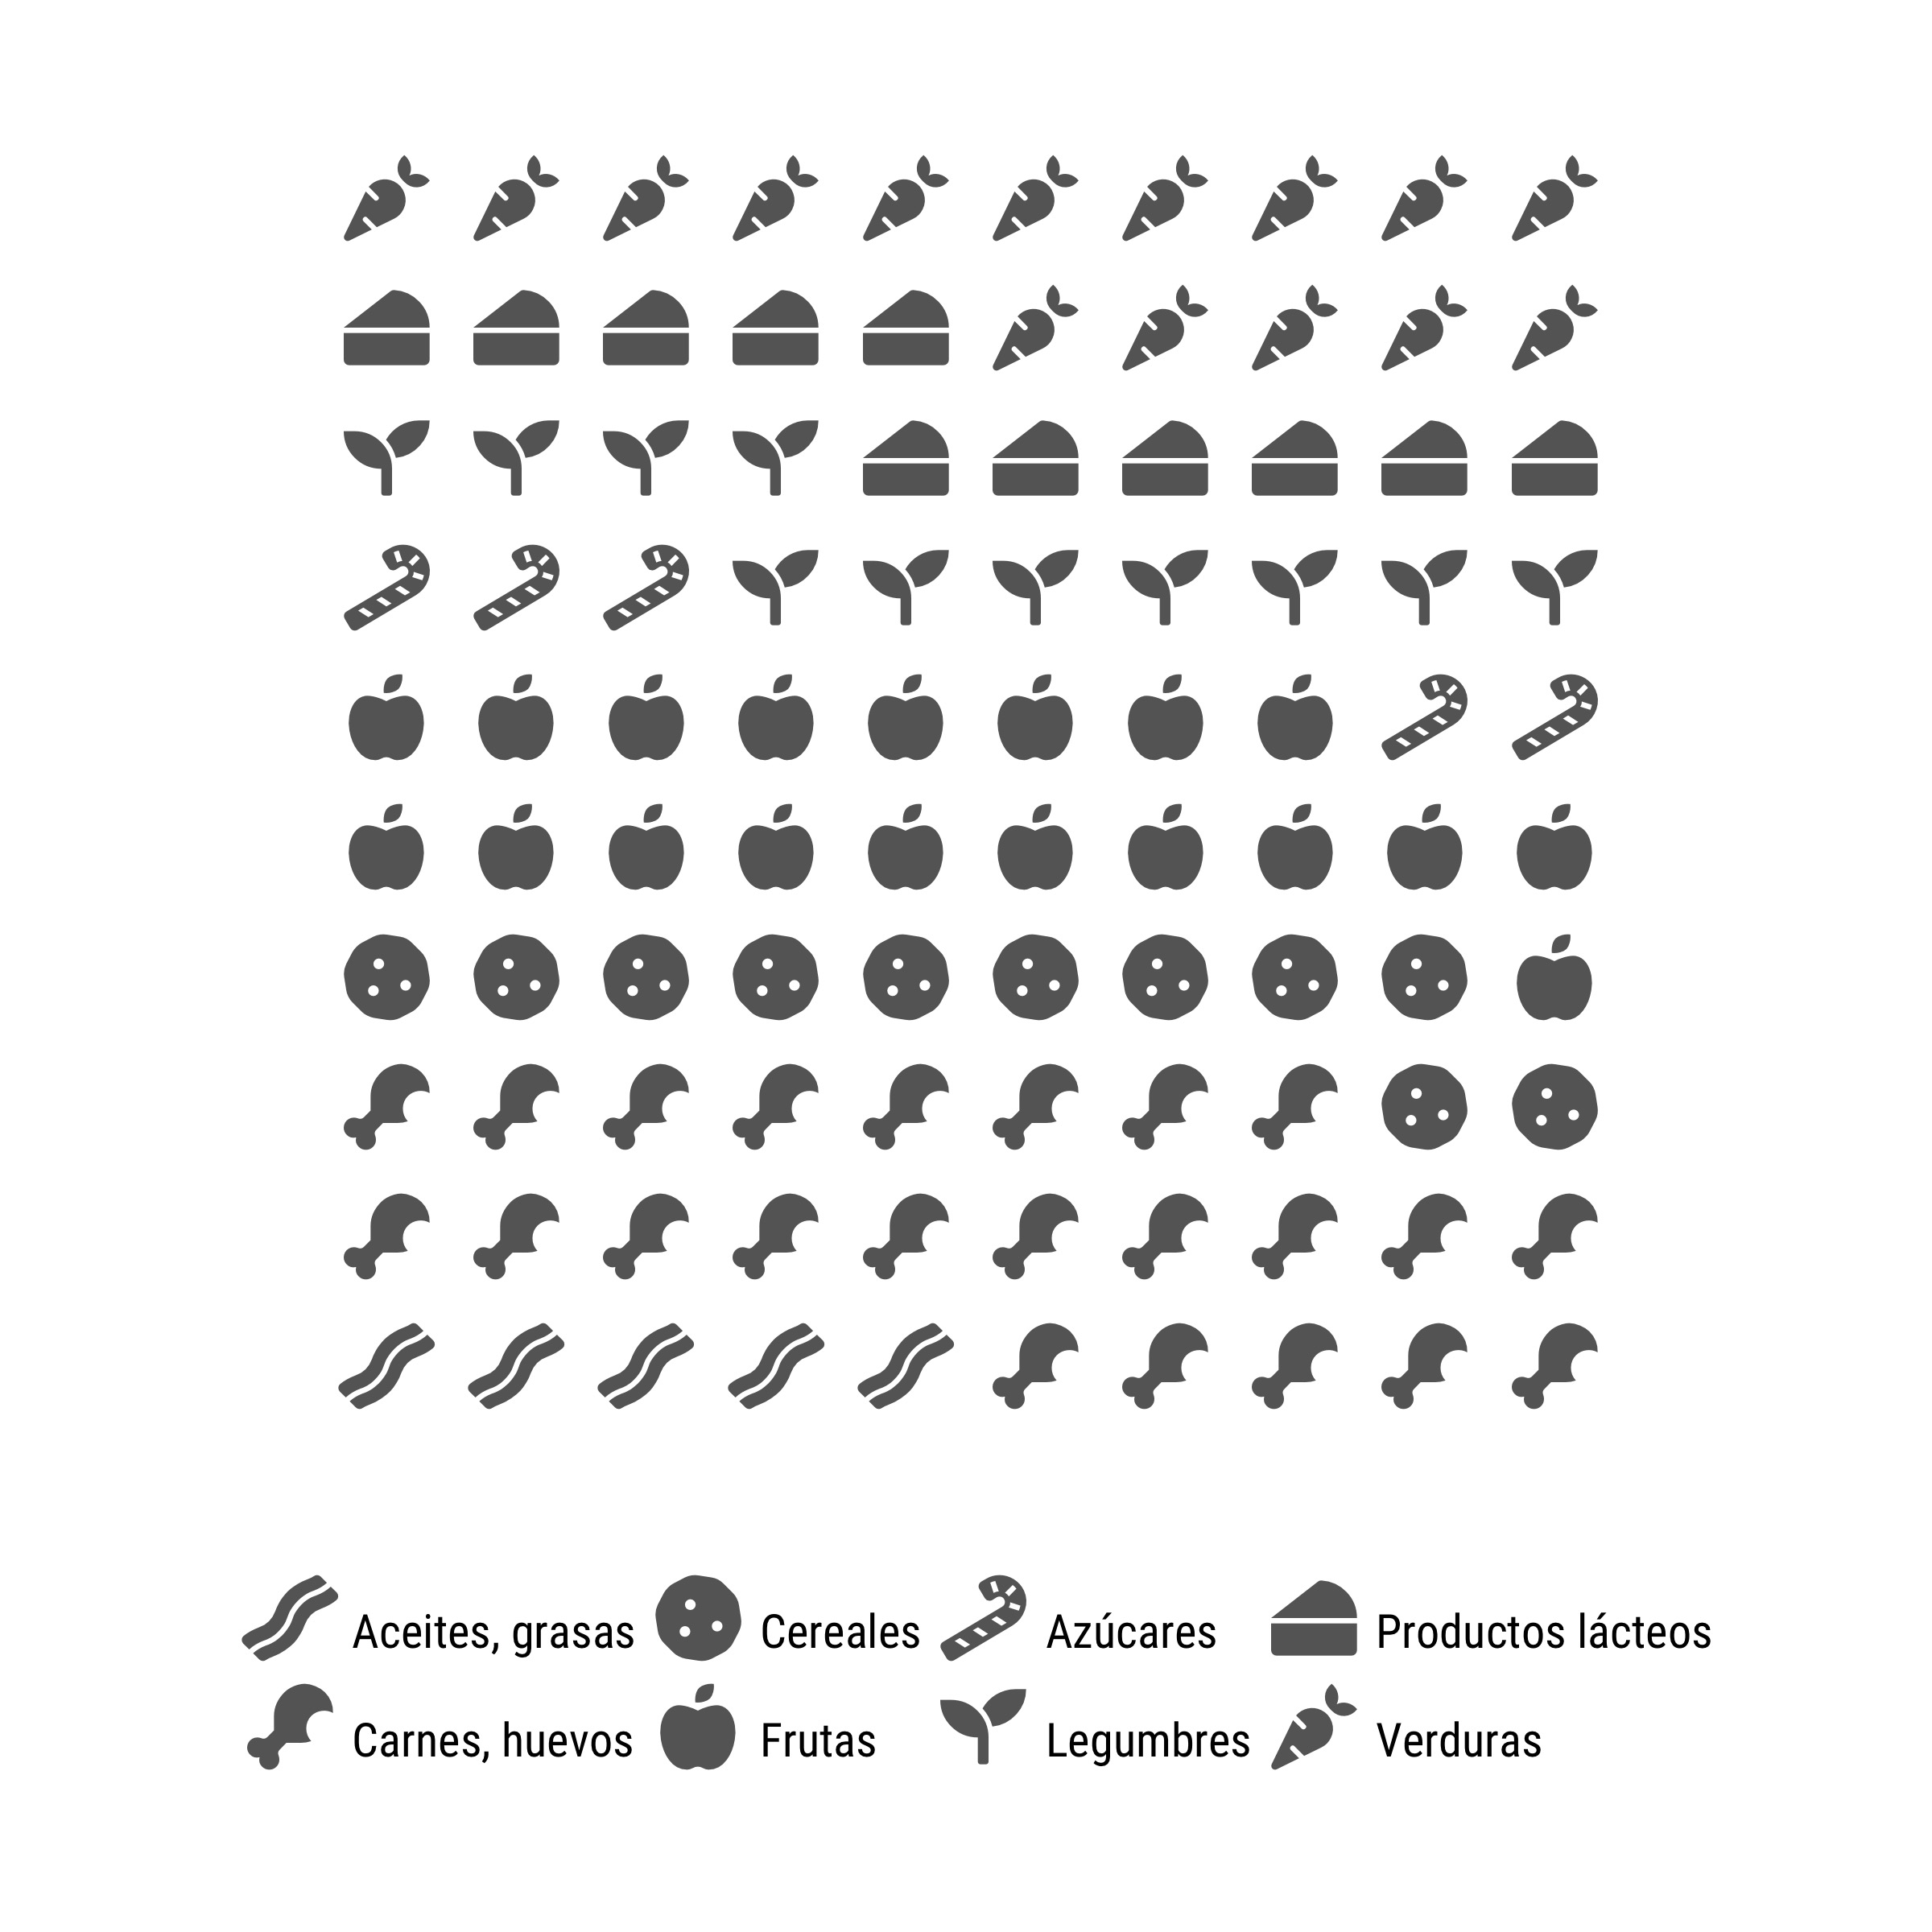 Aceites, grasas Cereales Azúcares Productos lácteos
Carnes, huevos Frutas Legumbres Verduras